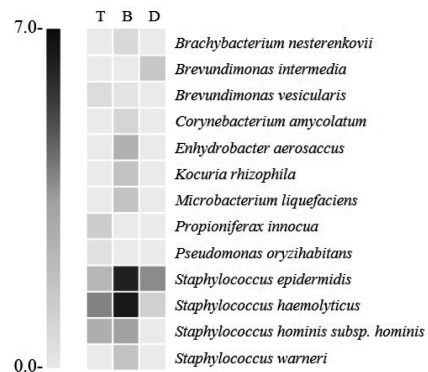 7.0-
T B D
Brachybacterium nesterenkovii
Brevundimonas intermedia
Brevundimonas vesicularis
Corynebacterium amycolatum
Enhydrobacter aerosaccus
Kocuria rhizophila
Microbacterium liquefaciens
Propioniferax innocua
Pseudomonas oryzihabitans
Staphylococcus epidermidis
Staphylococcus haemolyticus
Staphylococcus hominis subsp. hominis
Staphylococcus warneri
0.0-